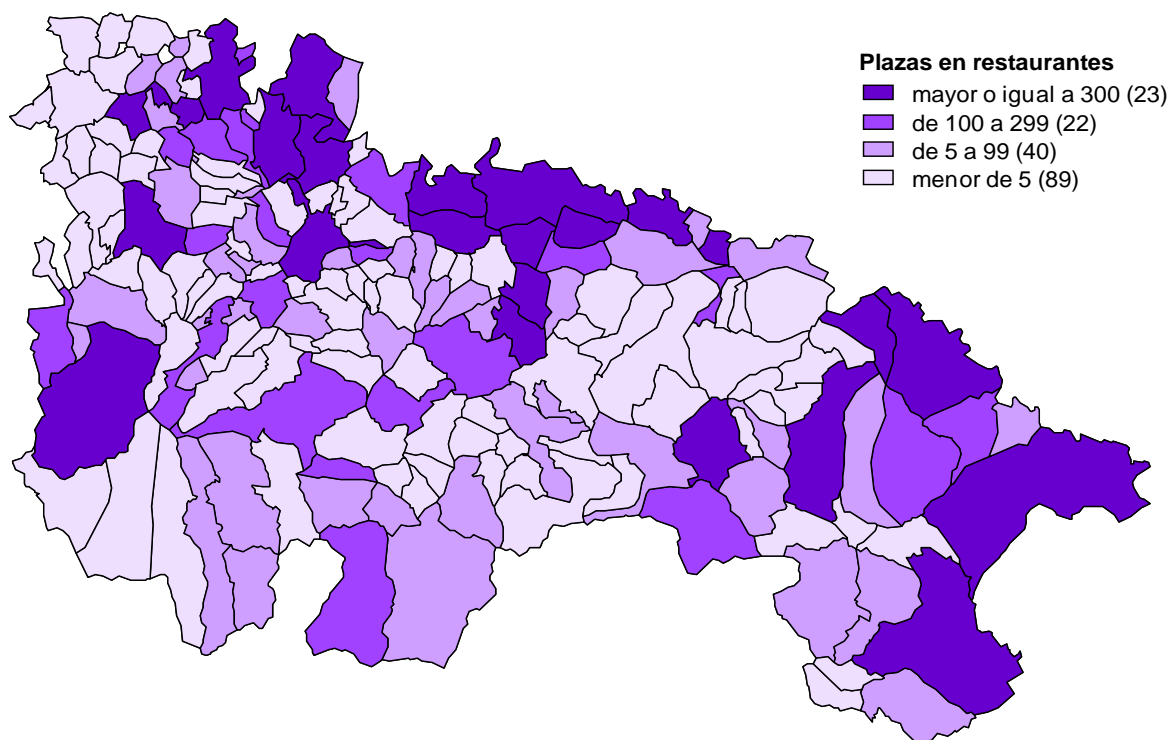 Plazas en restaurantes
mayor o igual a 300 (23)
de 100 a 299 (22)
de 5 a 99 (40)
menor de 5 (89)